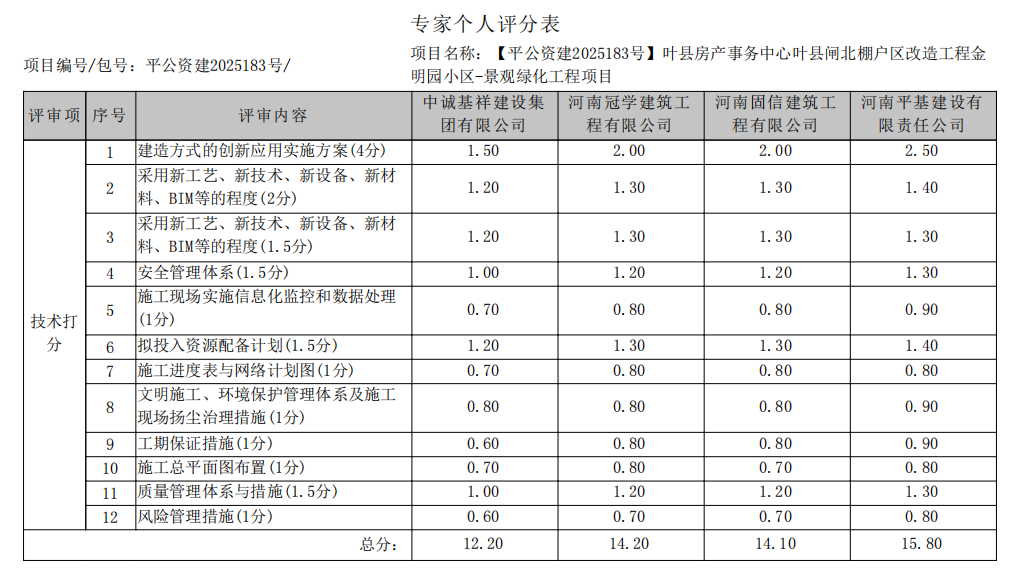 专家个人评分表
项目编号/包号：平公资建2025183号/
项目名称：【平公资建2025183号】叶县房产事务中心叶县闸北棚户区改造工程金
明园小区-景观绿化工程项目
评审项 序号 评审内容 中诚基祥建设集团有限公司 河南冠学建筑工程有限公司 河南固信建筑工程有限公司 河南平基建设有限责任公司
技术打分
1 建造方式的创新应用实施方案(4分) 1.50 2.00 2.00 2.50
2 采用新工艺、新技术、新设备、新材料、BIM等的程度(2分) 1.20 1.30 1.30 1.40
3 采用新工艺、新技术、新设备、新材料、BIM等的程度(1.5分) 1.20 1.30 1.30 1.30
4 安全管理体系(1.5分) 1.00 1.20 1.20 1.30
5 施工现场实施信息化监控和数据处理(1分) 0.70 0.80 0.80 0.90
6 拟投入资源配备计划(1.5分) 1.20 1.30 1.30 1.40
7 施工进度表与网络计划图(1分) 0.70 0.80 0.80 0.80
8 文明施工、环境保护管理体系及施工现场扬尘治理措施(1分) 0.80 0.80 0.80 0.90
9 工期保证措施(1分) 0.60 0.80 0.80 0.90
10 施工总平面图布置(1分) 0.70 0.80 0.70 0.80
11 质量管理体系与措施(1.5分) 1.00 1.20 1.20 1.30
12 风险管理措施(1分) 0.60 0.70 0.70 0.80
总分： 12.20 14.20 14.10 15.80